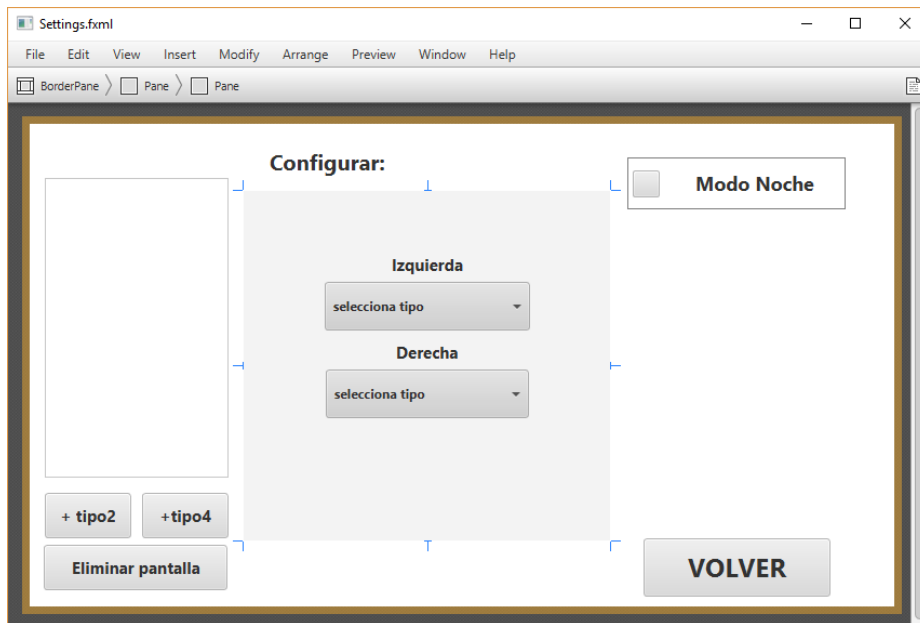 Settings.fxml
File Edit View Insert Modify Arrange Preview Window Help
BorderPane Pane Pane
Configurar:
Modo Noche
Izquierda
selecciona tipo
Derecha
selecciona tipo
+ tipo2 +tipo4
Eliminar pantalla
VOLVER